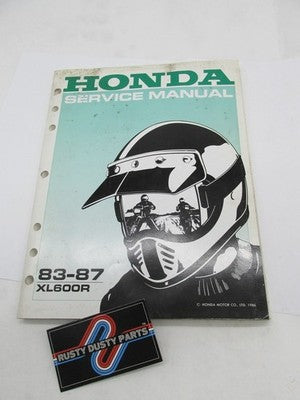 HONDA
SERVICE MANUAL
83-87
XL600R
© HONDA MOTOR CO., LTD. 1986
RUSTY DUSTY PARTS